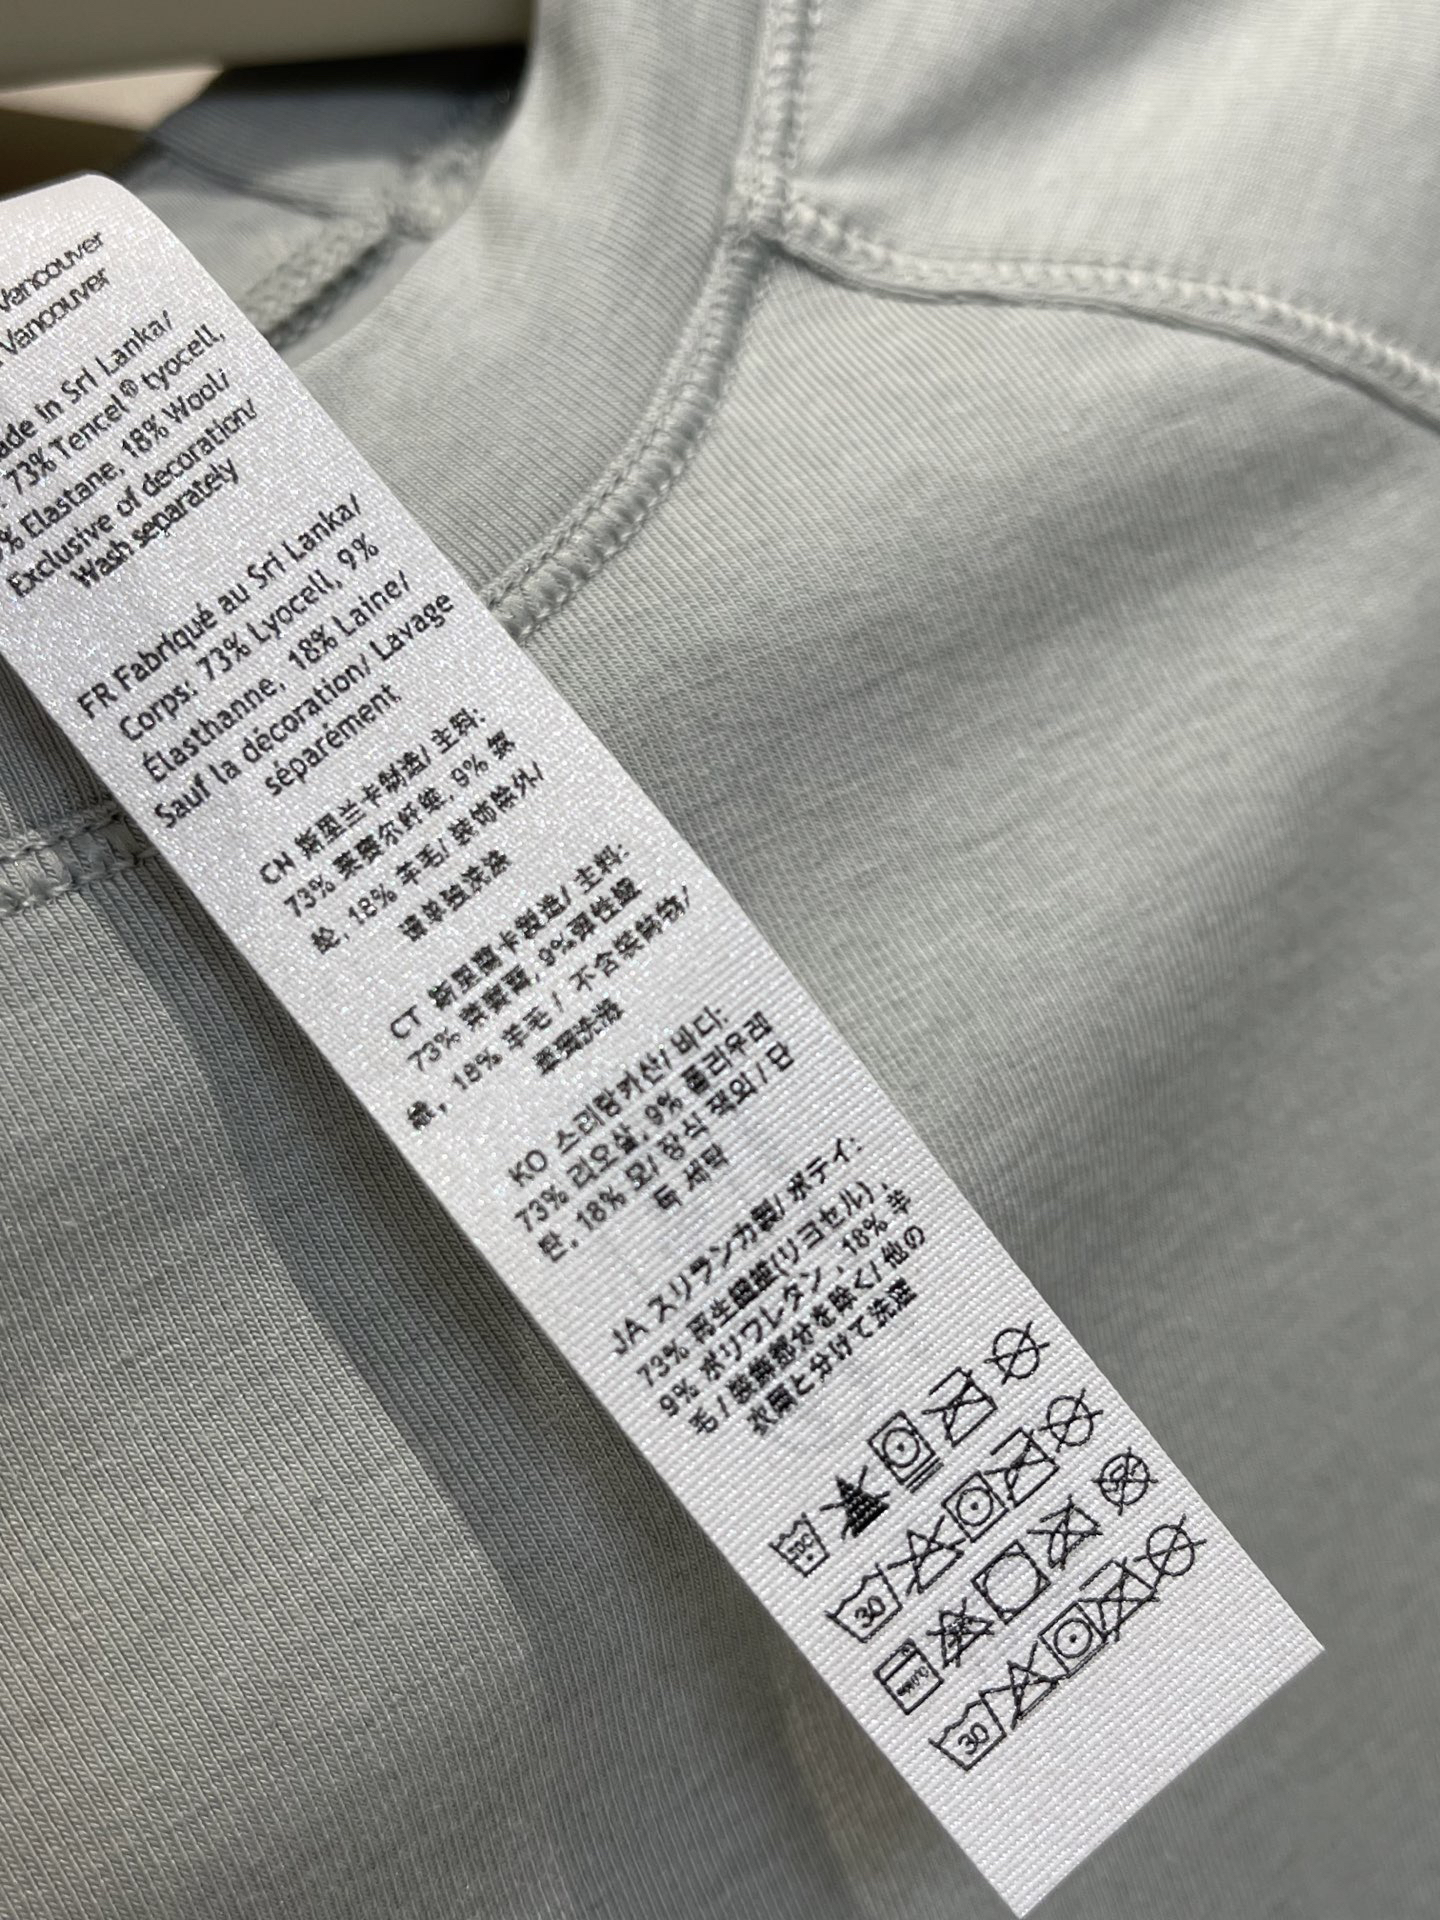 Vancouver
Vancouver
ade in Sri Lanka/
73% Tencel® lyocell,
% Elastane, 18% Wool/
Exclusive of decoration/
Wash separately
FR Fabriqué au Sri Lanka/
Corps: 73% Lyocell, 9%
Élasthanne, 18% Laine/
Sauf la décoration/ Lavage
séparément
CN 斯里兰卡制造/ 主料:
73% 莱赛尔纤维, 9% 氨
纶, 18% 羊毛/ 装饰除外/
请单独洗涤
CT 斯里蘭卡製造/ 主料:
73% 萊賽爾, 9%彈性纖
維, 18% 羊毛/ 不含裝飾物/
單獨洗滌
KO 스리랑카산/ 바디:
73% 리오셀, 9% 폴리우레
탄, 18% 모/ 장식 제외/ 단
독 세탁
JA スリランカ製/ ボディ:
73% 再生繊維(リヨセル),
9% ポリウレタン, 18% 羊
毛/ 装飾部分を除く/ 他の
衣類と分けて洗濯
30
30